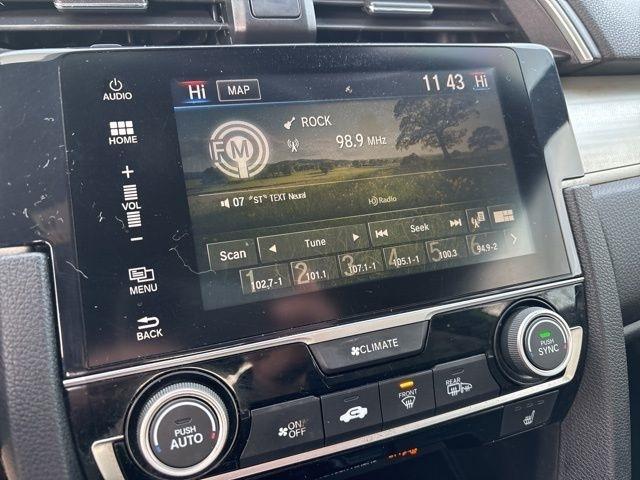 AUDIO
Hi MAP 11 43 Hi
HOME
ROCK
FM
98.9 MHz
+
VOL
-
07 "ST" TEXT Neural
HD Radio
Scan Tune Seek
1 102.7-1 2 101.1 3 107.1-1 4 105.1-1 5 100.3 6 94.9-2
MENU
BACK
CLIMATE
PUSH SYNC
PUSH AUTO
ON/OFF
FRONT
REAR